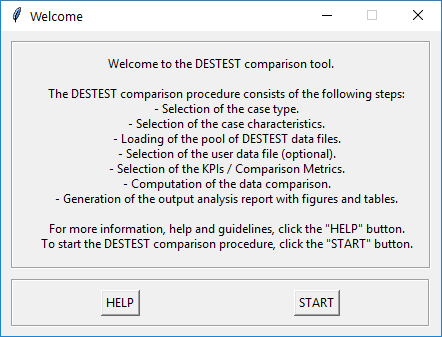 Welcome
Welcome to the DESTEST comparison tool.
The DESTEST comparison procedure consists of the following steps:
- Selection of the case type.
- Selection of the case characteristics.
- Loading of the pool of DESTEST data files.
- Selection of the user data file (optional).
- Selection of the KPIs / Comparison Metrics.
- Computation of the data comparison.
- Generation of the output analysis report with figures and tables.
For more information, help and guidelines, click the "HELP" button.
To start the DESTEST comparison procedure, click the "START" button.
HELP
START